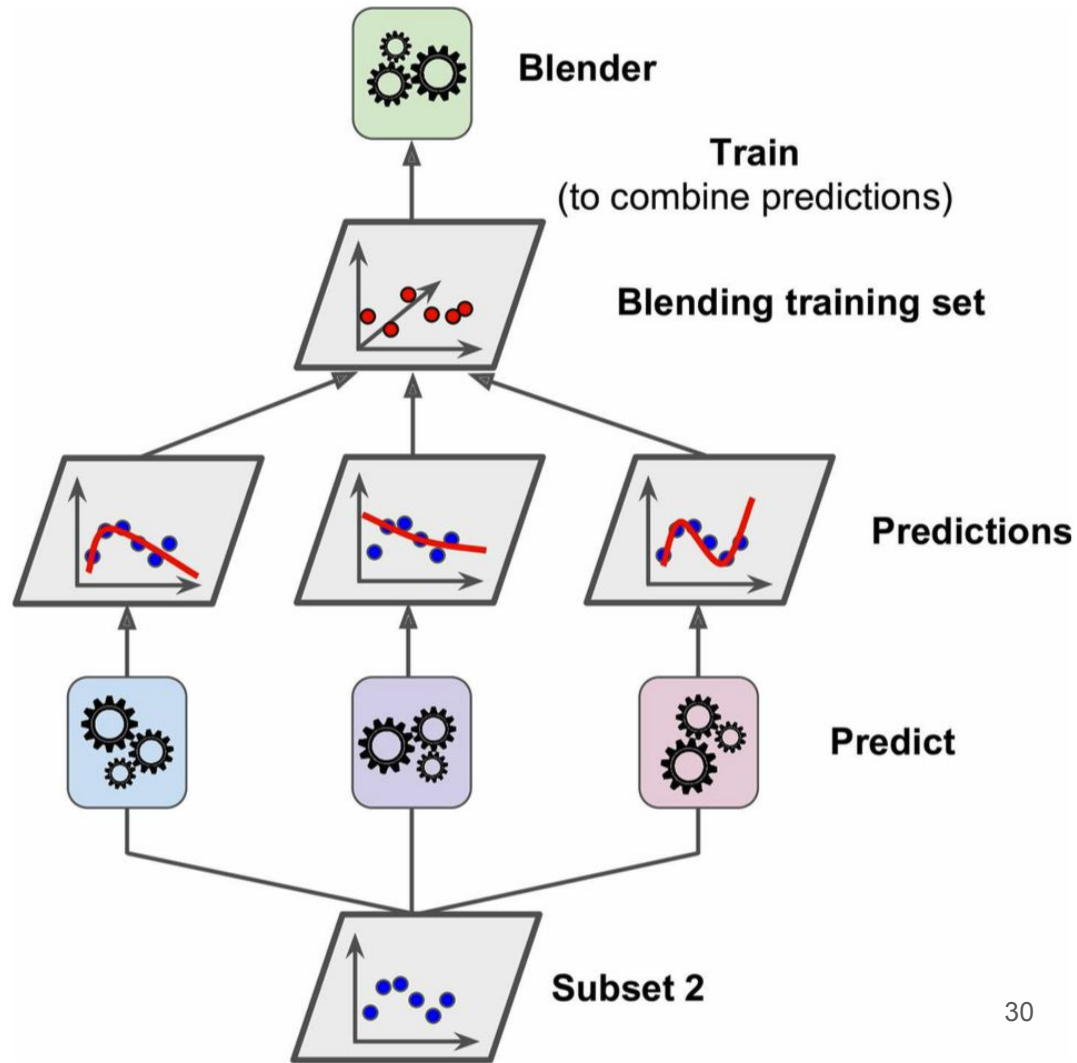 Blender
Train
(to combine predictions)
Blending training set
Predictions
Predict
Subset 2
30